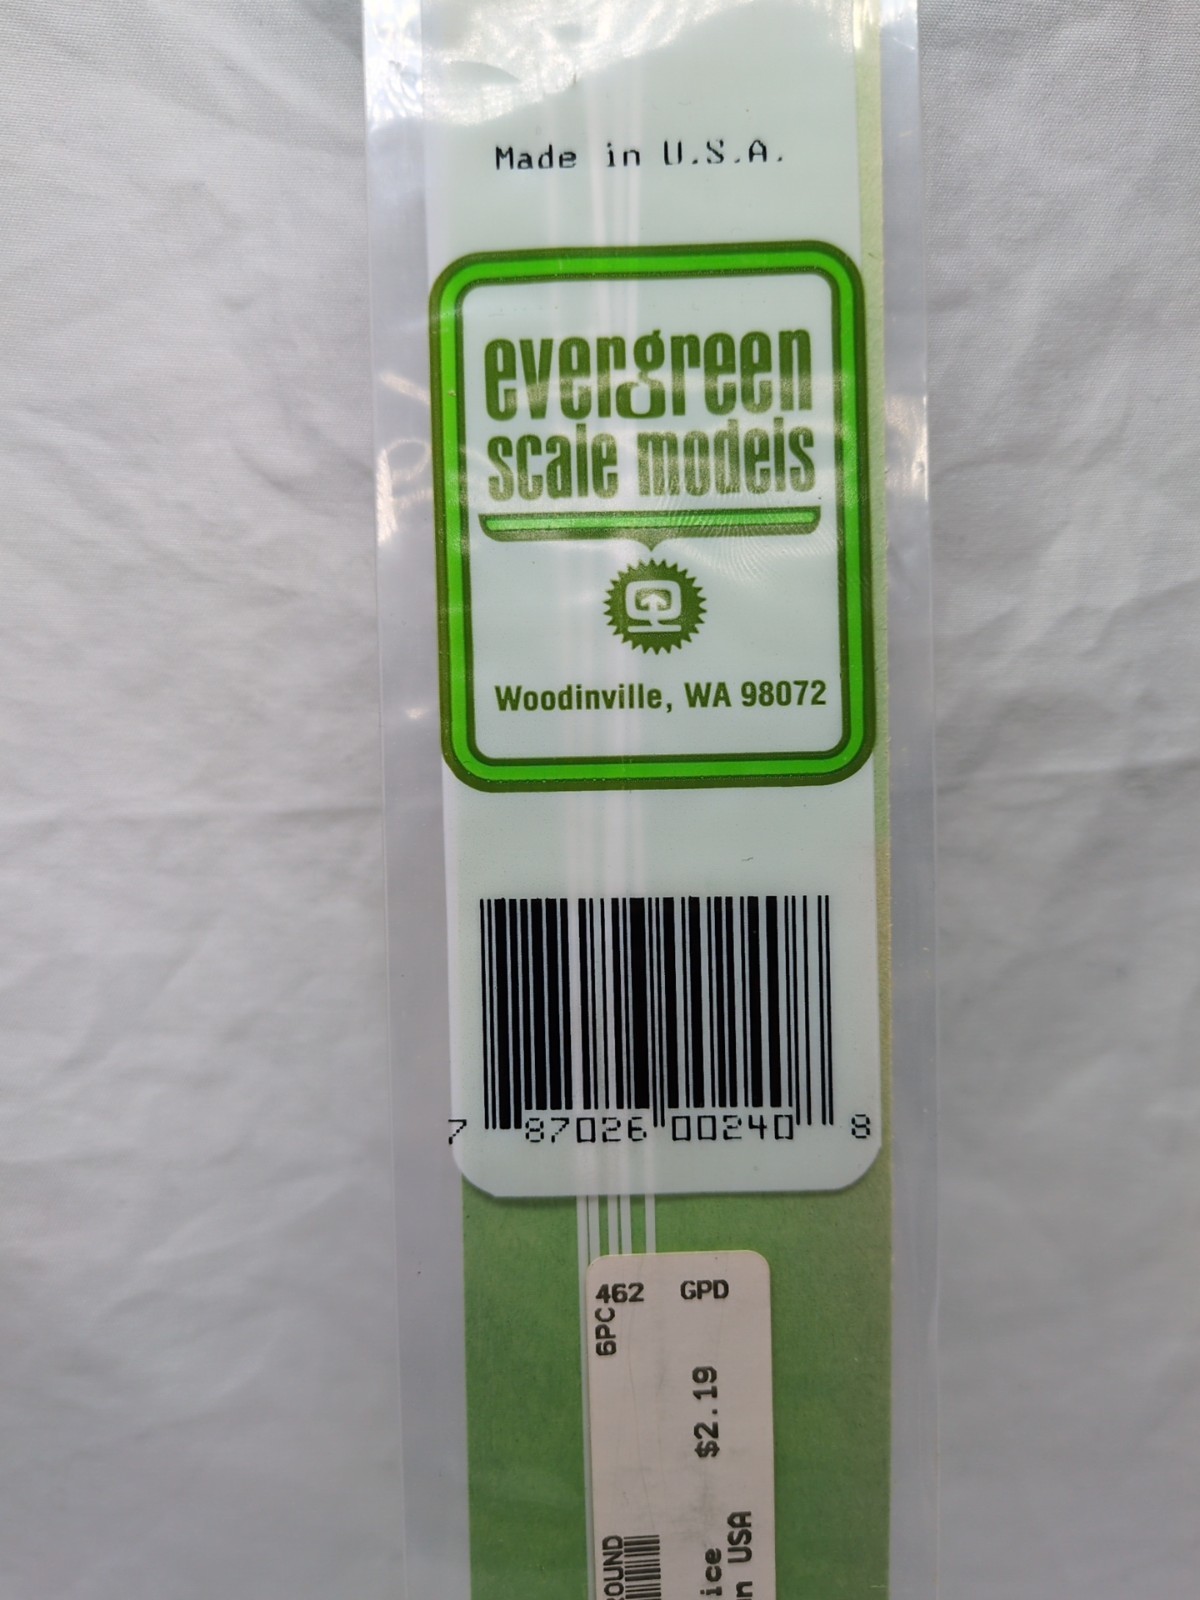 Made in U.S.A.
evergreen
scale models
Woodinville, WA 98072
7 87026 00240 8
462 GPD
6PC
$2.19